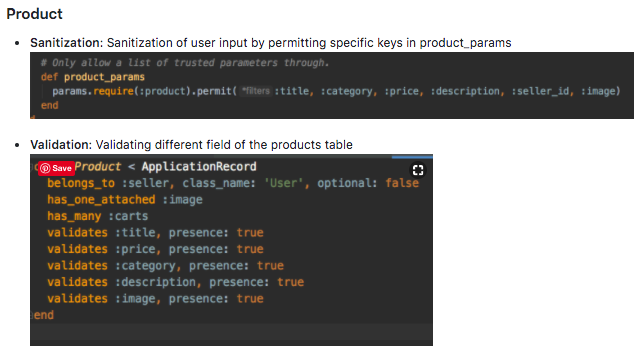 Product
• Sanitization: Sanitization of user input by permitting specific keys in product_params
# Only allow a list of trusted parameters through.
def product_params
params.require(:product).permit( *filters :title, :category, :price, :description, :seller_id, :image)
end
• Validation: Validating different field of the products table
Save Product < ApplicationRecord
belongs_to :seller, class_name: 'User', optional: false
has_one_attached :image
has_many :carts
validates :title, presence: true
validates :price, presence: true
validates :category, presence: true
validates :description, presence: true
validates :image, presence: true
end